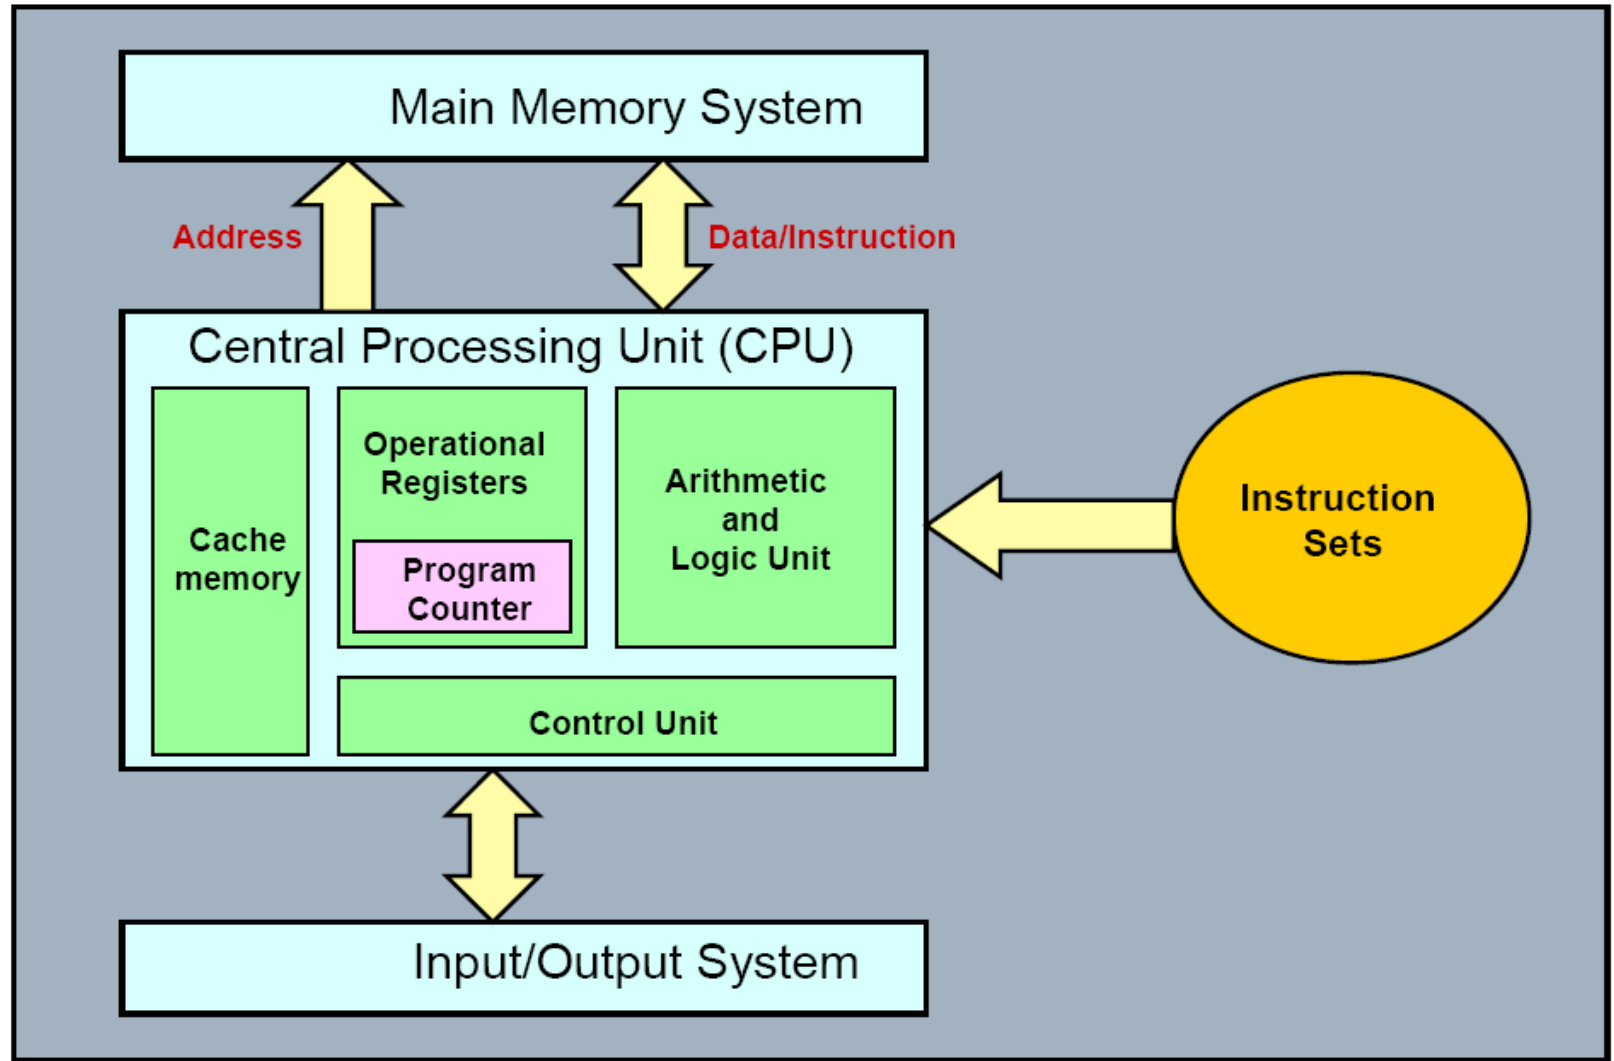 Main Memory System
Address
Data/Instruction
Central Processing Unit (CPU)
Cache
memory
Operational
Registers
Program
Counter
Arithmetic
and
Logic Unit
Control Unit
Instruction
Sets
Input/Output System